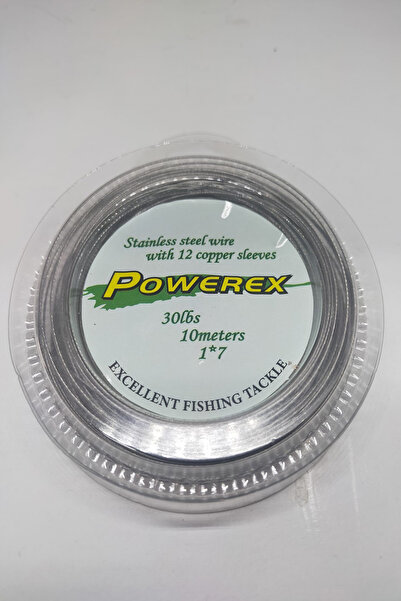 Stainless steel wire
with 12 copper sleeves
POWEREX
30lbs
10meters
1*7
EXCELLENT FISHING TACKLE